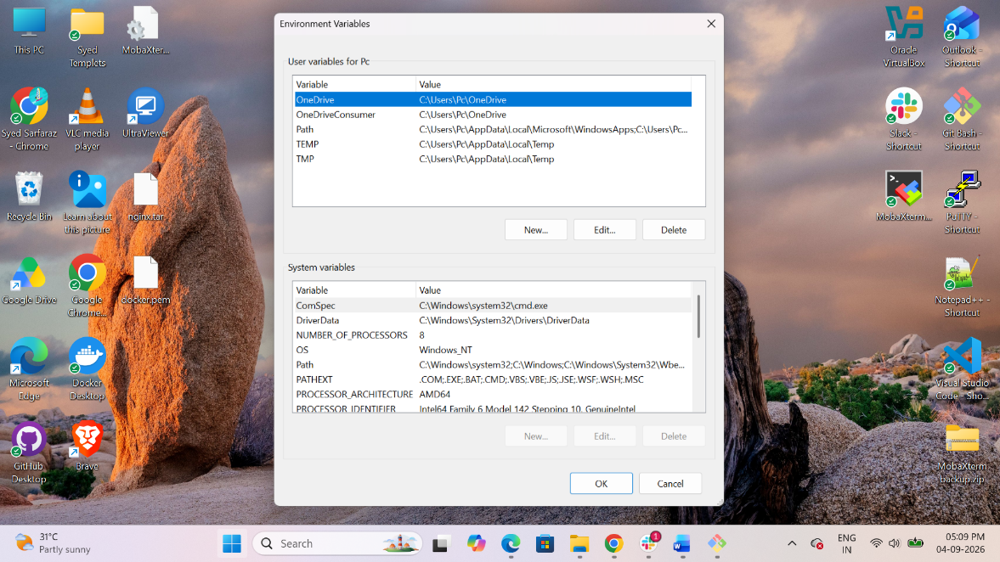 This PC
Syed
Templets
MobaXter...
Syed Sarfaraz
- Chrome
VLC media
player
UltraViewer
Recycle Bin
Learn about
this picture
nginx.tar
Google Drive
Google
Chrome...
docker.pem
Microsoft
Edge
Docker
Desktop
GitHub
Desktop
Brave
Environment Variables
User variables for Pc
Variable Value
OneDrive C:\Users\Pc\OneDrive
OneDriveConsumer C:\Users\Pc\OneDrive
Path C:\Users\Pc\AppData\Local\Microsoft\WindowsApps;C:\Users\Pc...
TEMP C:\Users\Pc\AppData\Local\Temp
TMP C:\Users\Pc\AppData\Local\Temp
New... Edit... Delete
System variables
Variable Value
ComSpec C:\Windows\system32\cmd.exe
DriverData C:\Windows\System32\Drivers\DriverData
NUMBER_OF_PROCESSORS 8
OS Windows_NT
Path C:\Windows\system32;C:\Windows;C:\Windows\System32\Wbe...
PATHEXT .COM;.EXE;.BAT;.CMD;.VBS;.VBE;.JS;.JSE;.WSF;.WSH;.MSC
PROCESSOR_ARCHITECTURE AMD64
PROCESSOR_IDENTIFIER Intel64 Family 6 Model 142 Stepping 10, GenuineIntel
New... Edit... Delete
OK Cancel
Oracle
VirtualBox
Outlook -
Shortcut
Slack -
Shortcut
Git Bash -
Shortcut
MobaXterm...
PuTTY -
Shortcut
Notepad++ -
Shortcut
Visual Studio
Code - Sho...
MobaXterm
backup.zip
31°C
Partly sunny
Search
1
ENG
IN
05:09 PM
04-09-2026